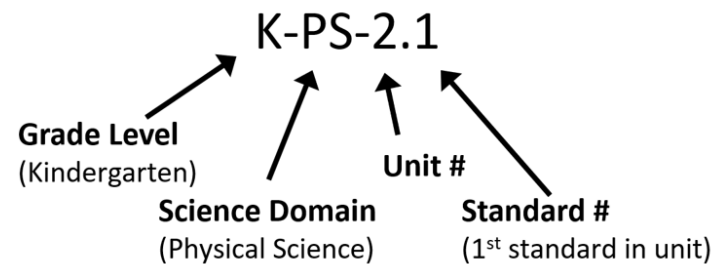 K-PS-2.1
Grade Level
(Kindergarten)
Unit #
Science Domain
(Physical Science)
Standard #
(1st standard in unit)